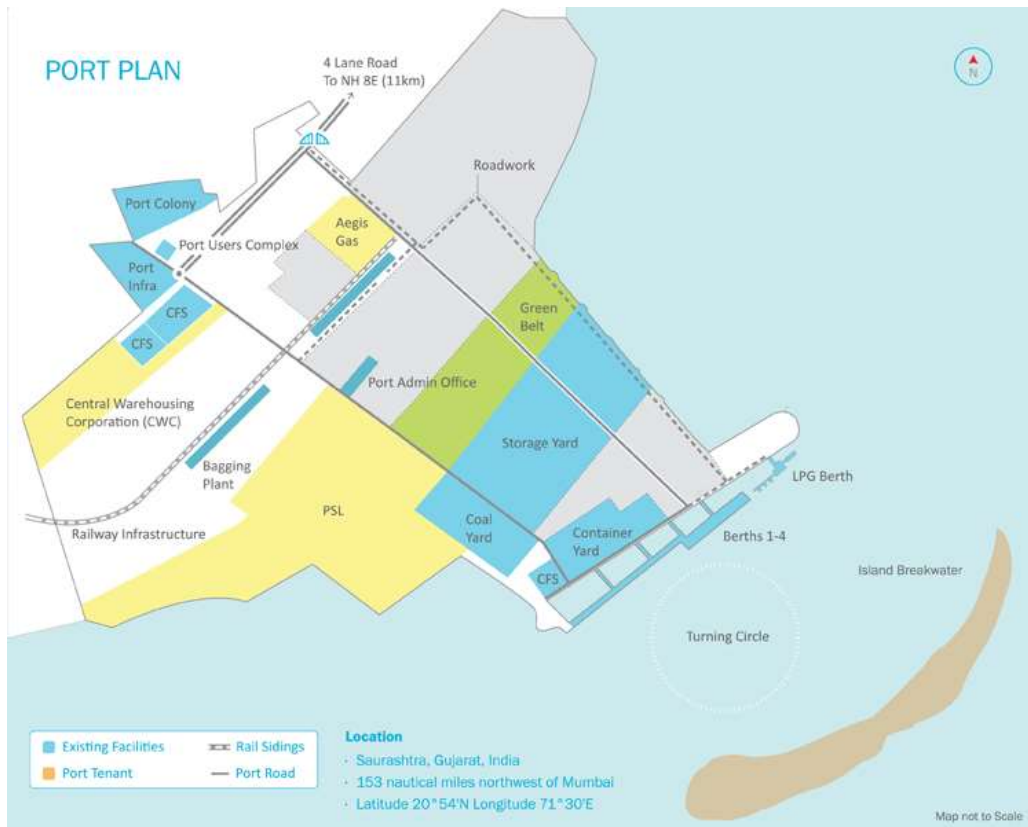 PORT PLAN
4 Lane Road
To NH 8E (11km)
N
Roadwork
Port Colony
Aegis
Gas
Port Users Complex
Port
Infra
CFS
CFS
Green
Belt
Port Admin Office
Central Warehousing
Corporation (CWC)
Storage Yard
Bagging
Plant
LPG Berth
PSL
Coal
Yard
Container
Yard
Railway Infrastructure
Berths 1-4
CFS
Island Breakwater
Turning Circle
Existing Facilities
Rail Sidings
Port Tenant
Port Road
Location
· Saurashtra, Gujarat, India
· 153 nautical miles northwest of Mumbai
· Latitude 20°54'N Longitude 71°30'E
Map not to Scale